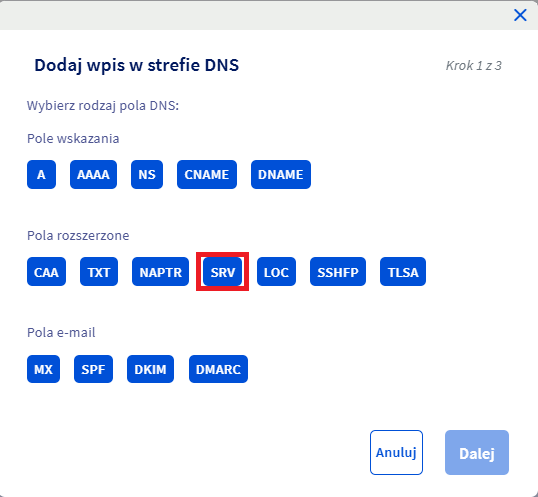 Dodaj wpis w strefie DNS
Krok 1 z 3
Wybierz rodzaj pola DNS:
Pole wskazania
A AAAA NS CNAME DNAME
Pola rozszerzone
CAA TXT NAPTR SRV LOC SSHFP TLSA
Pola e-mail
MX SPF DKIM DMARC
Anuluj Dalej